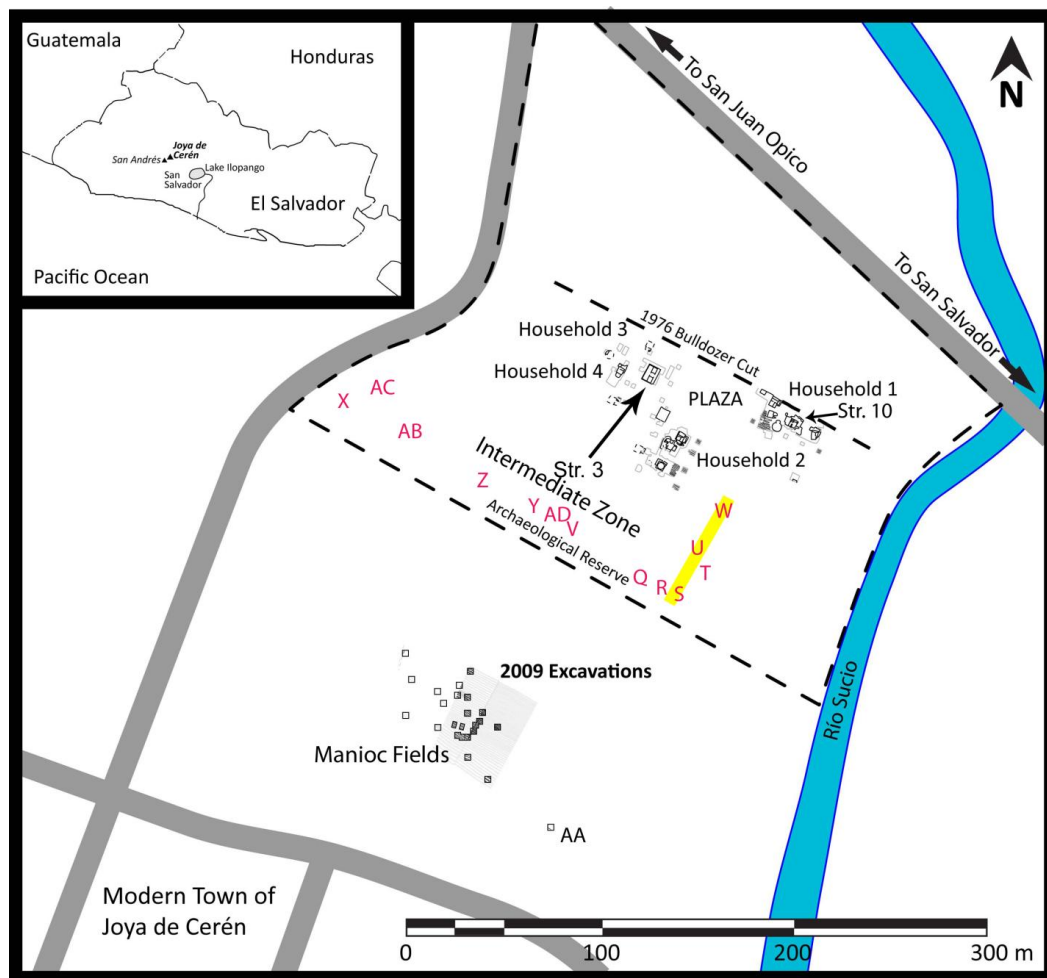 Guatemala
Honduras
Joya de
Cerén
San Andrés
San
Salvador
Lake Ilopango
El Salvador
Pacific Ocean
N
To San Juan Opico
To San Salvador
1976 Bulldozer Cut
Household 3
Household 4
PLAZA
Household 1
Str. 10
Str. 3
Household 2
X
AC
AB
Z
Y
AD
V
Intermediate Zone
Archaeological Reserve
W
U
T
Q
R
S
2009 Excavations
Manioc Fields
AA
Río Sucio
Modern Town of
Joya de Cerén
0
100
200
300 m